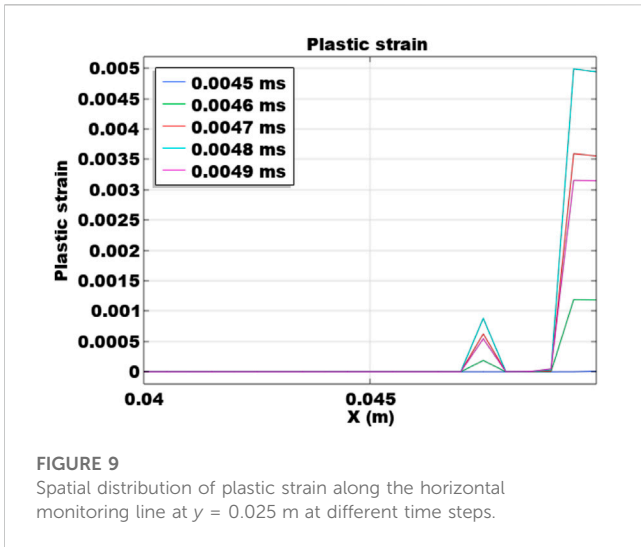 Plastic strain
0.005
0.0045
0.004
0.0035
0.003
0.0025
0.002
0.0015
0.001
0.0005
0
Plastic strain
0.0045 ms
0.0046 ms
0.0047 ms
0.0048 ms
0.0049 ms
0.04
0.045
X (m)
FIGURE 9
Spatial distribution of plastic strain along the horizontal
monitoring line at y = 0.025 m at different time steps.